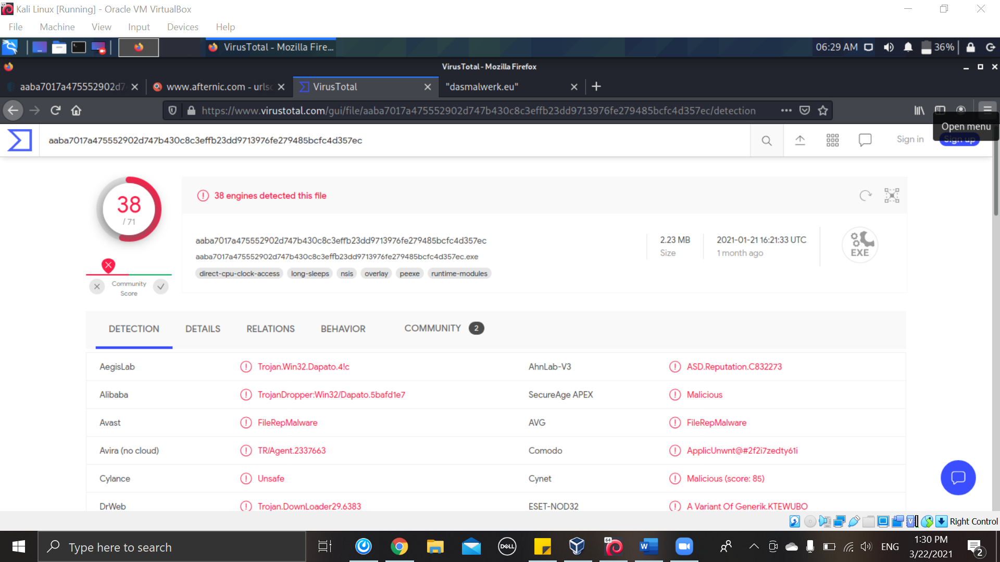 Kali Linux [Running] - Oracle VM VirtualBox
File Machine View Input Devices Help
VirusTotal - Mozilla Fire...
06:29 AM
36%
VirusTotal - Mozilla Firefox
aaba7017a475552902d74
www.afternic.com - urlsc
VirusTotal
"dasmalwerk.eu"
https://www.virustotal.com/gui/file/aaba7017a475552902d747b430c8c3effb23dd9713976fe279485bcfc4d357ec/detection
Open menu
aaba7017a475552902d747b430c8c3effb23dd9713976fe279485bcfc4d357ec
Sign in
Sign up
38
/ 71
38 engines detected this file
aaba7017a475552902d747b430c8c3effb23dd9713976fe279485bcfc4d357ec
aaba7017a475552902d747b430c8c3effb23dd9713976fe279485bcfc4d357ec.exe
direct-cpu-clock-access long-sleeps nsis overlay peexe runtime-modules
2.23 MB
Size
2021-01-21 16:21:33 UTC
1 month ago
EXE
Community
Score
DETECTION DETAILS RELATIONS BEHAVIOR COMMUNITY 2
AegisLab Trojan.Win32.Dapato.4!c AhnLab-V3 ASD.Reputation.C832273
Alibaba TrojanDropper:Win32/Dapato.5bafd1e7 SecureAge APEX Malicious
Avast FileRepMalware AVG FileRepMalware
Avira (no cloud) TR/Agent.2337663 Comodo ApplicUnwnt@#2f2i7zedty61i
Cylance Unsafe Cynet Malicious (score: 85)
DrWeb Trojan.DownLoader29.6383 ESET-NOD32 A Variant Of Generik.KTEWUBO
Right Control
Type here to search
DELL
64
W
ENG
1:30 PM
3/22/2021
2